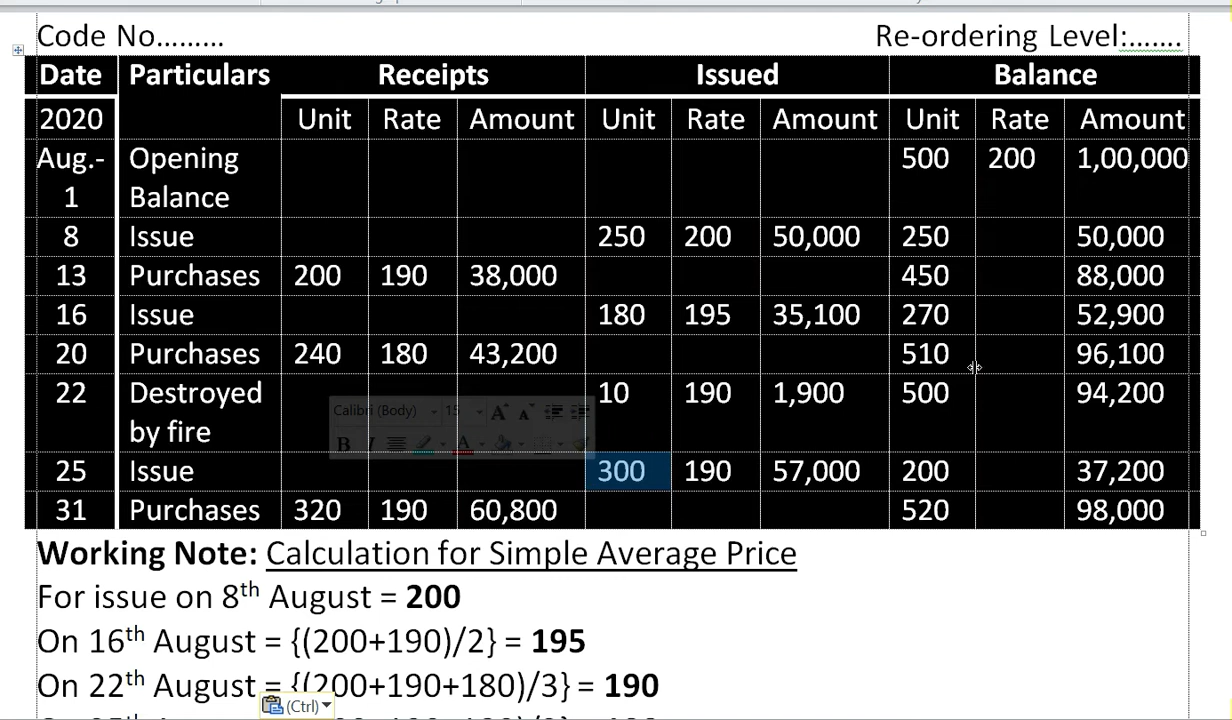 Code No......... Re-ordering Level:.......
Date Particulars Receipts Issued Balance
2020 Unit Rate Amount Unit Rate Amount Unit Rate Amount
Aug.-1 Opening Balance 500 200 1,00,000
8 Issue 250 200 50,000 250 50,000
13 Purchases 200 190 38,000 450 88,000
16 Issue 180 195 35,100 270 52,900
20 Purchases 240 180 43,200 510 96,100
22 Destroyed by fire 10 190 1,900 500 94,200
Calibri (Body) 15 A A
B I A
25 Issue 300 190 57,000 200 37,200
31 Purchases 320 190 60,800 520 98,000
Working Note: Calculation for Simple Average Price
For issue on 8th August = 200
On 16th August = {(200+190)/2} = 195
On 22th August = {(200+190+180)/3} = 190
(Ctrl)